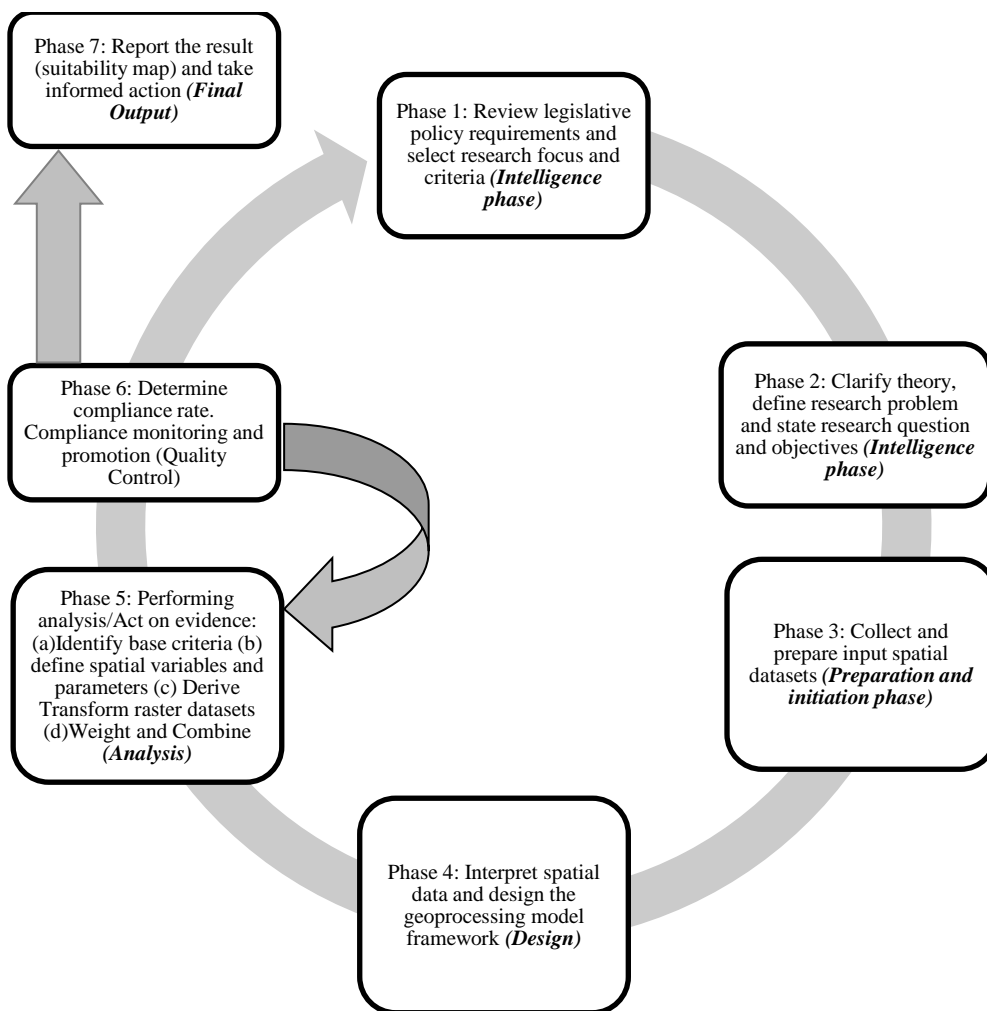 Phase 7: Report the result
(suitability map) and take
informed action (Final
Output)
Phase 1: Review legislative
policy requirements and
select research focus and
criteria (Intelligence
phase)
Phase 2: Clarify theory,
define research problem
and state research question
and objectives (Intelligence
phase)
Phase 3: Collect and
prepare input spatial
datasets (Preparation and
initiation phase)
Phase 4: Interpret spatial
data and design the
geoprocessing model
framework (Design)
Phase 5: Performing
analysis/Act on evidence:
(a)Identify base criteria (b)
define spatial variables and
parameters (c) Derive
Transform raster datasets
(d)Weight and Combine
(Analysis)
Phase 6: Determine
compliance rate.
Compliance monitoring and
promotion (Quality
Control)